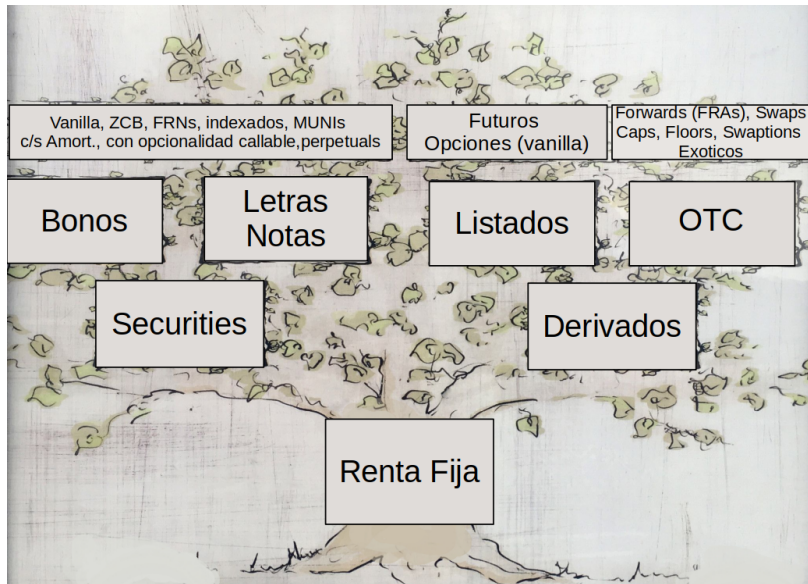 Vanilla, ZCB, FRNs, indexados, MUNIs
c/s Amort., con opcionalidad callable,perpetuals
Futuros
Opciones (vanilla)
Forwards (FRAs), Swaps
Caps, Floors, Swaptions
Exoticos
Bonos
Letras
Notas
Listados
OTC
Securities
Derivados
Renta Fija